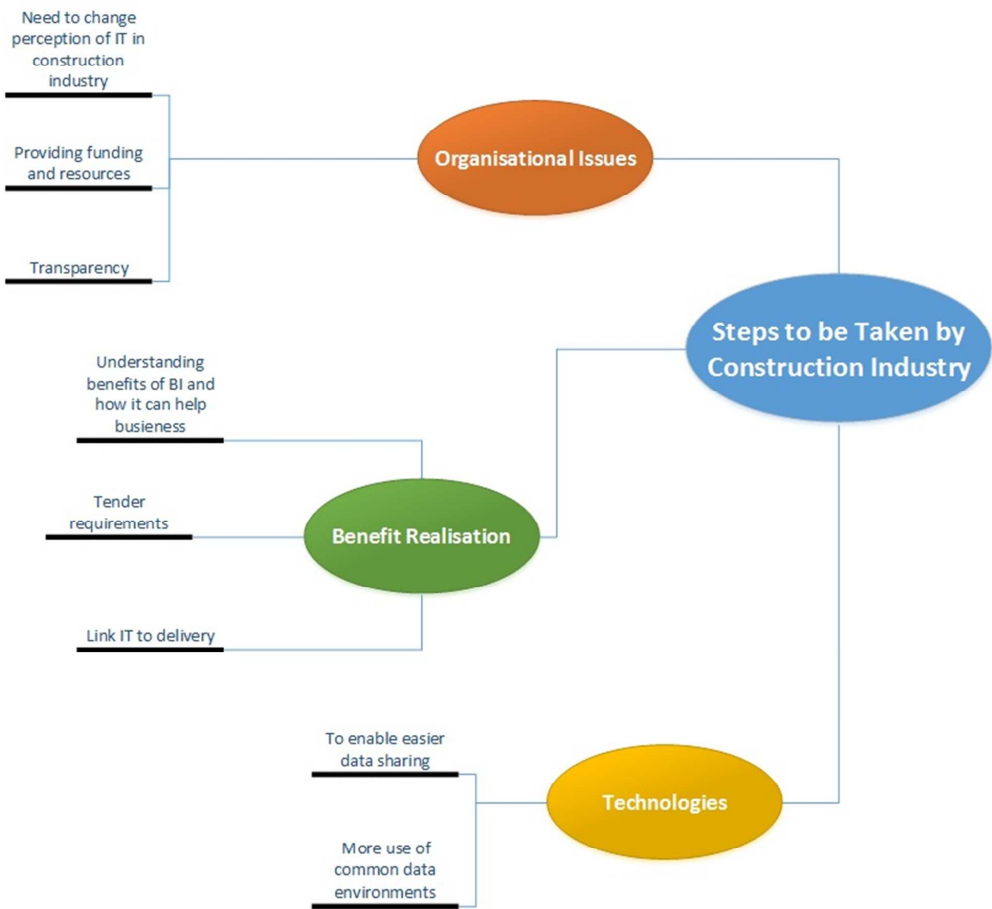 Need to change
perception of IT in
construction
industry
Providing funding
and resources
Transparency
Organisational Issues
Steps to be Taken by
Construction Industry
Understanding
benefits of BI and
how it can help
busieness
Tender
requirements
Link IT to delivery
Benefit Realisation
To enable easier
data sharing
More use of
common data
environments
Technologies